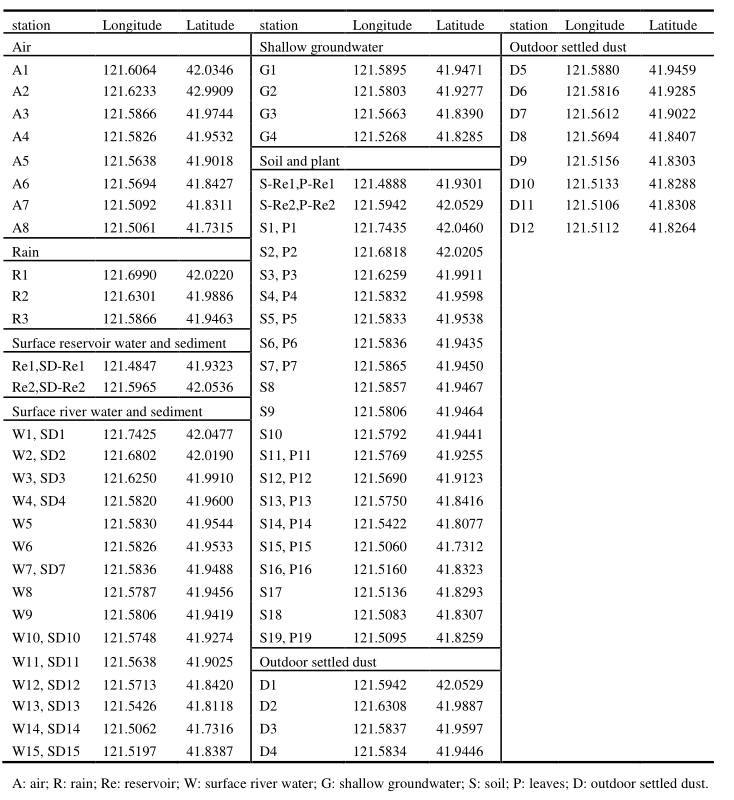 station Longitude Latitude station Longitude Latitude station Longitude Latitude
Air Shallow groundwater Outdoor settled dust
A1 121.6064 42.0346 G1 121.5895 41.9471 D5 121.5880 41.9459
A2 121.6233 42.9909 G2 121.5803 41.9277 D6 121.5816 41.9285
A3 121.5866 41.9744 G3 121.5663 41.8390 D7 121.5612 41.9022
A4 121.5826 41.9532 G4 121.5268 41.8285 D8 121.5694 41.8407
A5 121.5638 41.9018 Soil and plant D9 121.5156 41.8303
A6 121.5694 41.8427 S-Re1,P-Re1 121.4888 41.9301 D10 121.5133 41.8288
A7 121.5092 41.8311 S-Re2,P-Re2 121.5942 42.0529 D11 121.5106 41.8308
A8 121.5061 41.7315 S1, P1 121.7435 42.0460 D12 121.5112 41.8264
Rain S2, P2 121.6818 42.0205
R1 121.6990 42.0220 S3, P3 121.6259 41.9911
R2 121.6301 41.9886 S4, P4 121.5832 41.9598
R3 121.5866 41.9463 S5, P5 121.5833 41.9538
Surface reservoir water and sediment S6, P6 121.5836 41.9435
Re1,SD-Re1 121.4847 41.9323 S7, P7 121.5865 41.9450
Re2,SD-Re2 121.5965 42.0536 S8 121.5857 41.9467
Surface river water and sediment S9 121.5806 41.9464
W1, SD1 121.7425 42.0477 S10 121.5792 41.9441
W2, SD2 121.6802 42.0190 S11, P11 121.5769 41.9255
W3, SD3 121.6250 41.9910 S12, P12 121.5690 41.9123
W4, SD4 121.5820 41.9600 S13, P13 121.5750 41.8416
W5 121.5830 41.9544 S14, P14 121.5422 41.8077
W6 121.5826 41.9533 S15, P15 121.5060 41.7312
W7, SD7 121.5836 41.9488 S16, P16 121.5160 41.8323
W8 121.5787 41.9456 S17 121.5136 41.8293
W9 121.5806 41.9419 S18 121.5083 41.8307
W10, SD10 121.5748 41.9274 S19, P19 121.5095 41.8259
W11, SD11 121.5638 41.9025 Outdoor settled dust
W12, SD12 121.5713 41.8420 D1 121.5942 42.0529
W13, SD13 121.5426 41.8118 D2 121.6308 41.9887
W14, SD14 121.5062 41.7316 D3 121.5837 41.9597
W15, SD15 121.5197 41.8387 D4 121.5834 41.9446
A: air; R: rain; Re: reservoir; W: surface river water; G: shallow groundwater; S: soil; P: leaves; D: outdoor settled dust.